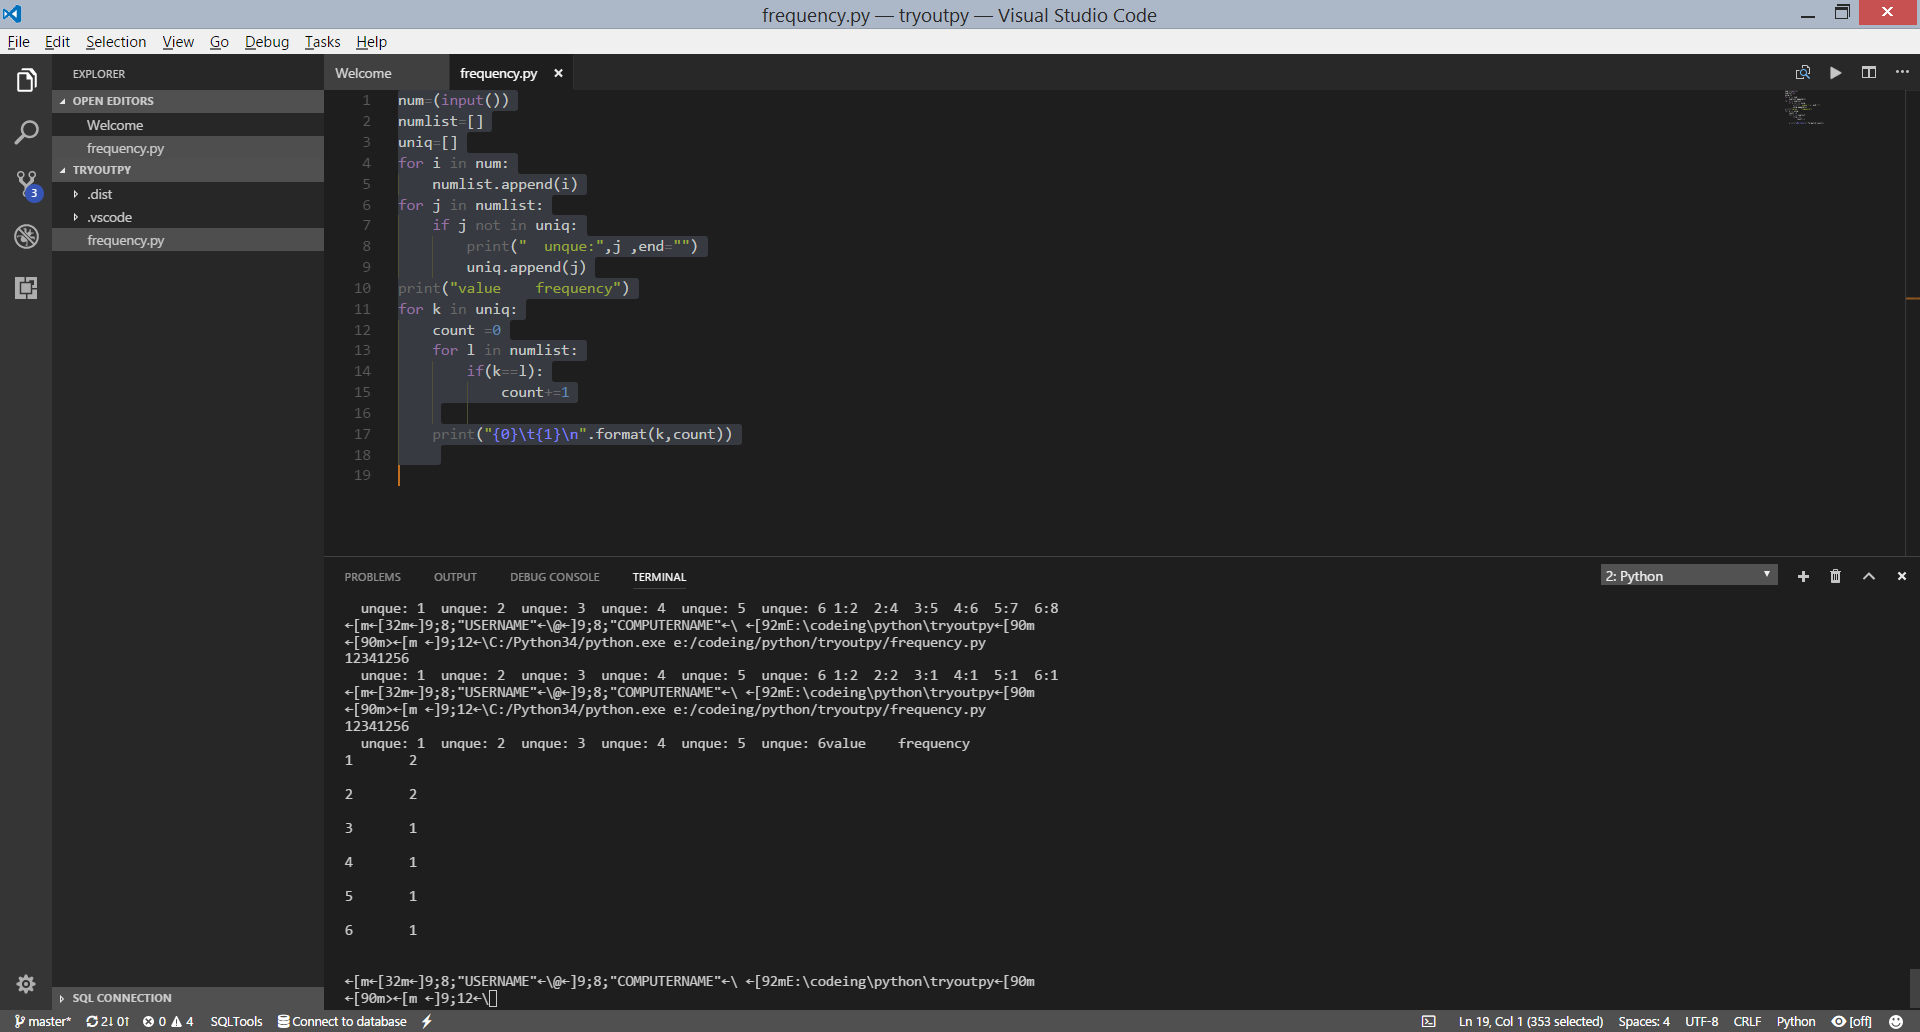 frequency.py — tryoutpy — Visual Studio Code
File Edit Selection View Go Debug Tasks Help
EXPLORER
OPEN EDITORS
Welcome
frequency.py
TRYOUTPY
.dist
.vscode
frequency.py
SQL CONNECTION
3
Welcome frequency.py
1 num=(input())
2 numlist=[]
3 uniq=[]
4 for i in num:
5     numlist.append(i)
6 for j in numlist:
7     if j not in uniq:
8         print("  unque:",j ,end="")
9         uniq.append(j)
10 print("value    frequency")
11 for k in uniq:
12     count =0
13     for l in numlist:
14         if(k==l):
15             count+=1
16
17     print("{0}\t{1}\n".format(k,count))
18
19
PROBLEMS OUTPUT DEBUG CONSOLE TERMINAL
2: Python
  unque: 1  unque: 2  unque: 3  unque: 4  unque: 5  unque: 6 1:2  2:4  3:5  4:6  5:7  6:8
←[m←[32m←]9;8;"USERNAME"←\@←]9;8;"COMPUTERNAME"←\ ←[92mE:\codeing\python\tryoutpy←[90m
←[90m>←[m ←]9;12←\C:/Python34/python.exe e:/codeing/python/tryoutpy/frequency.py
12341256
  unque: 1  unque: 2  unque: 3  unque: 4  unque: 5  unque: 6 1:2  2:2  3:1  4:1  5:1  6:1
←[m←[32m←]9;8;"USERNAME"←\@←]9;8;"COMPUTERNAME"←\ ←[92mE:\codeing\python\tryoutpy←[90m
←[90m>←[m ←]9;12←\C:/Python34/python.exe e:/codeing/python/tryoutpy/frequency.py
12341256
  unque: 1  unque: 2  unque: 3  unque: 4  unque: 5  unque: 6value    frequency
1       2
2       2
3       1
4       1
5       1
6       1
←[m←[32m←]9;8;"USERNAME"←\@←]9;8;"COMPUTERNAME"←\ ←[92mE:\codeing\python\tryoutpy←[90m
←[90m>←[m ←]9;12←\
master* 2↓ 0↑ 0 4 SQLTools Connect to database Ln 19, Col 1 (353 selected) Spaces: 4 UTF-8 CRLF Python [off]